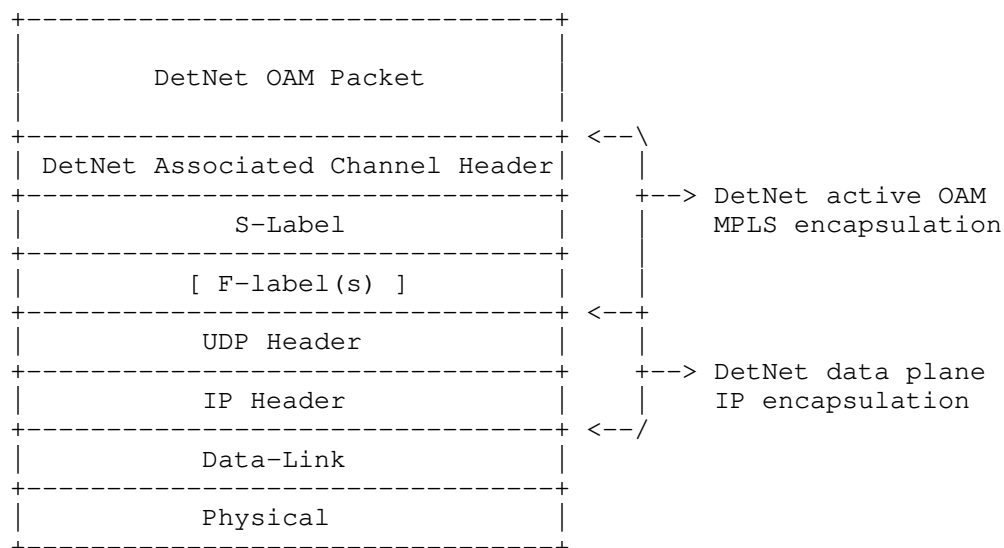 DetNet OAM Packet
DetNet Associated Channel Header
S-Label
[ F-label(s) ]
UDP Header
IP Header
Data-Link
Physical
<--\
+--> DetNet active OAM
MPLS encapsulation
<--+
+--> DetNet data plane
IP encapsulation
<--/